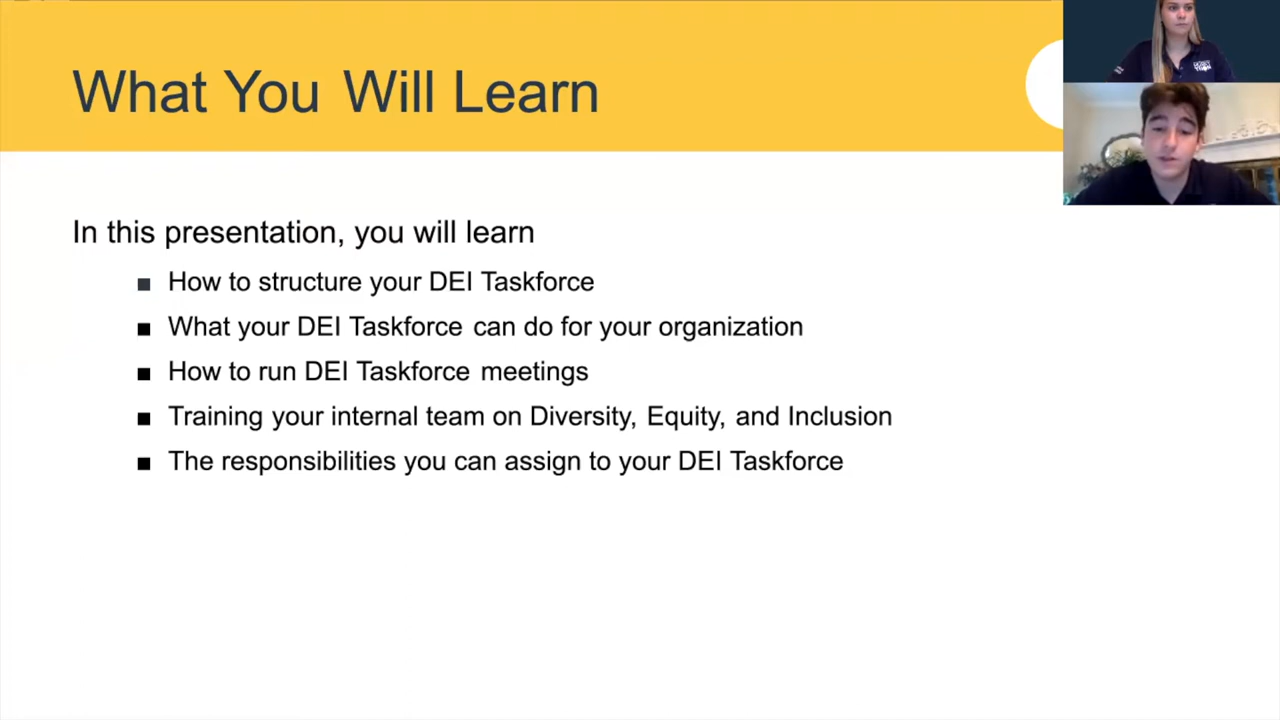 What You Will Learn
In this presentation, you will learn
How to structure your DEI Taskforce
What your DEI Taskforce can do for your organization
How to run DEI Taskforce meetings
Training your internal team on Diversity, Equity, and Inclusion
The responsibilities you can assign to your DEI Taskforce